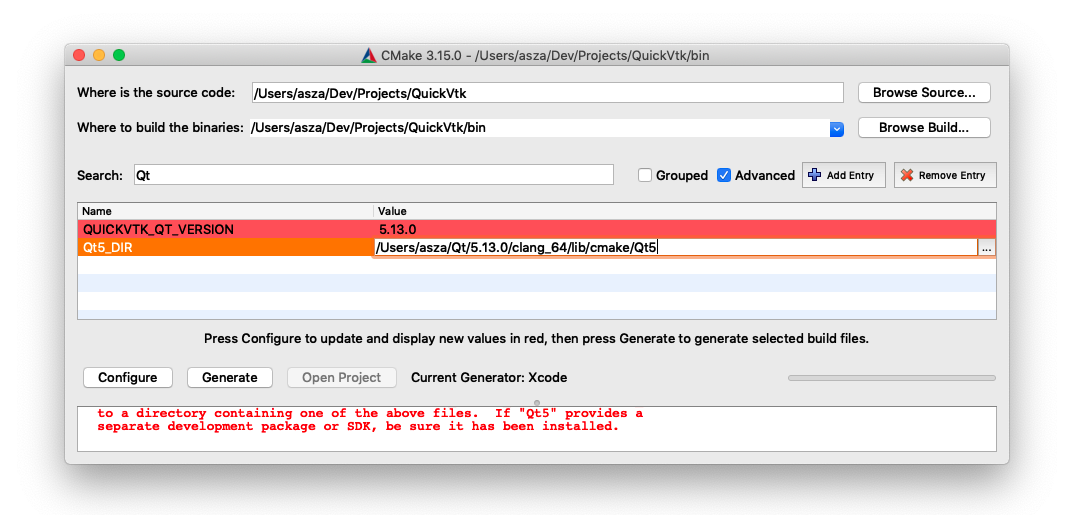 CMake 3.15.0 - /Users/asza/Dev/Projects/QuickVtk/bin
Where is the source code: /Users/asza/Dev/Projects/QuickVtk Browse Source...
Where to build the binaries: /Users/asza/Dev/Projects/QuickVtk/bin Browse Build...
Search: Qt Grouped Advanced Add Entry Remove Entry
Name Value
QUICKVTK_QT_VERSION 5.13.0
Qt5_DIR /Users/asza/Qt/5.13.0/clang_64/lib/cmake/Qt5 ...
Press Configure to update and display new values in red, then press Generate to generate selected build files.
Configure Generate Open Project Current Generator: Xcode
to a directory containing one of the above files.  If "Qt5" provides a
separate development package or SDK, be sure it has been installed.